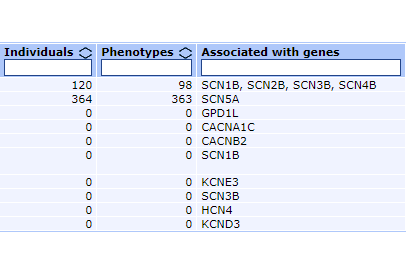 Individuals Phenotypes Associated with genes
120 98 SCN1B, SCN2B, SCN3B, SCN4B
364 363 SCN5A
0 0 GPD1L
0 0 CACNA1C
0 0 CACNB2
0 0 SCN1B
0 0 KCNE3
0 0 SCN3B
0 0 HCN4
0 0 KCND3